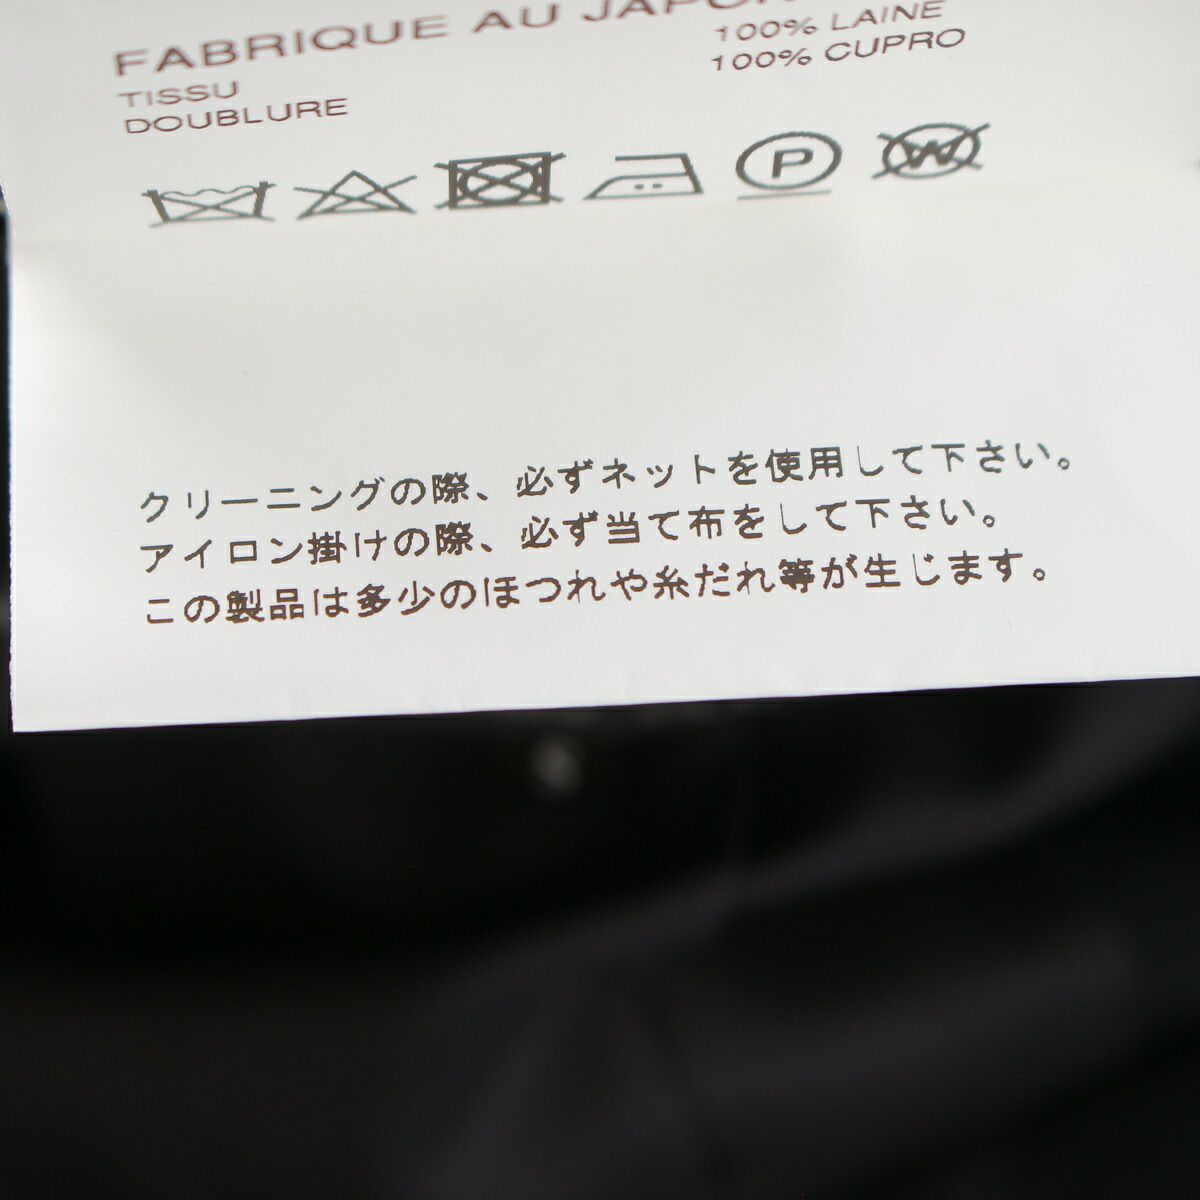 FABRIQUE AU JAPON
TISSU 100% LAINE
DOUBLURE 100% CUPRO
P W
クリーニングの際、必ずネットを使用して下さい。
アイロン掛けの際、必ず当て布をして下さい。
この製品は多少のほつれや糸だれ等が生じます。